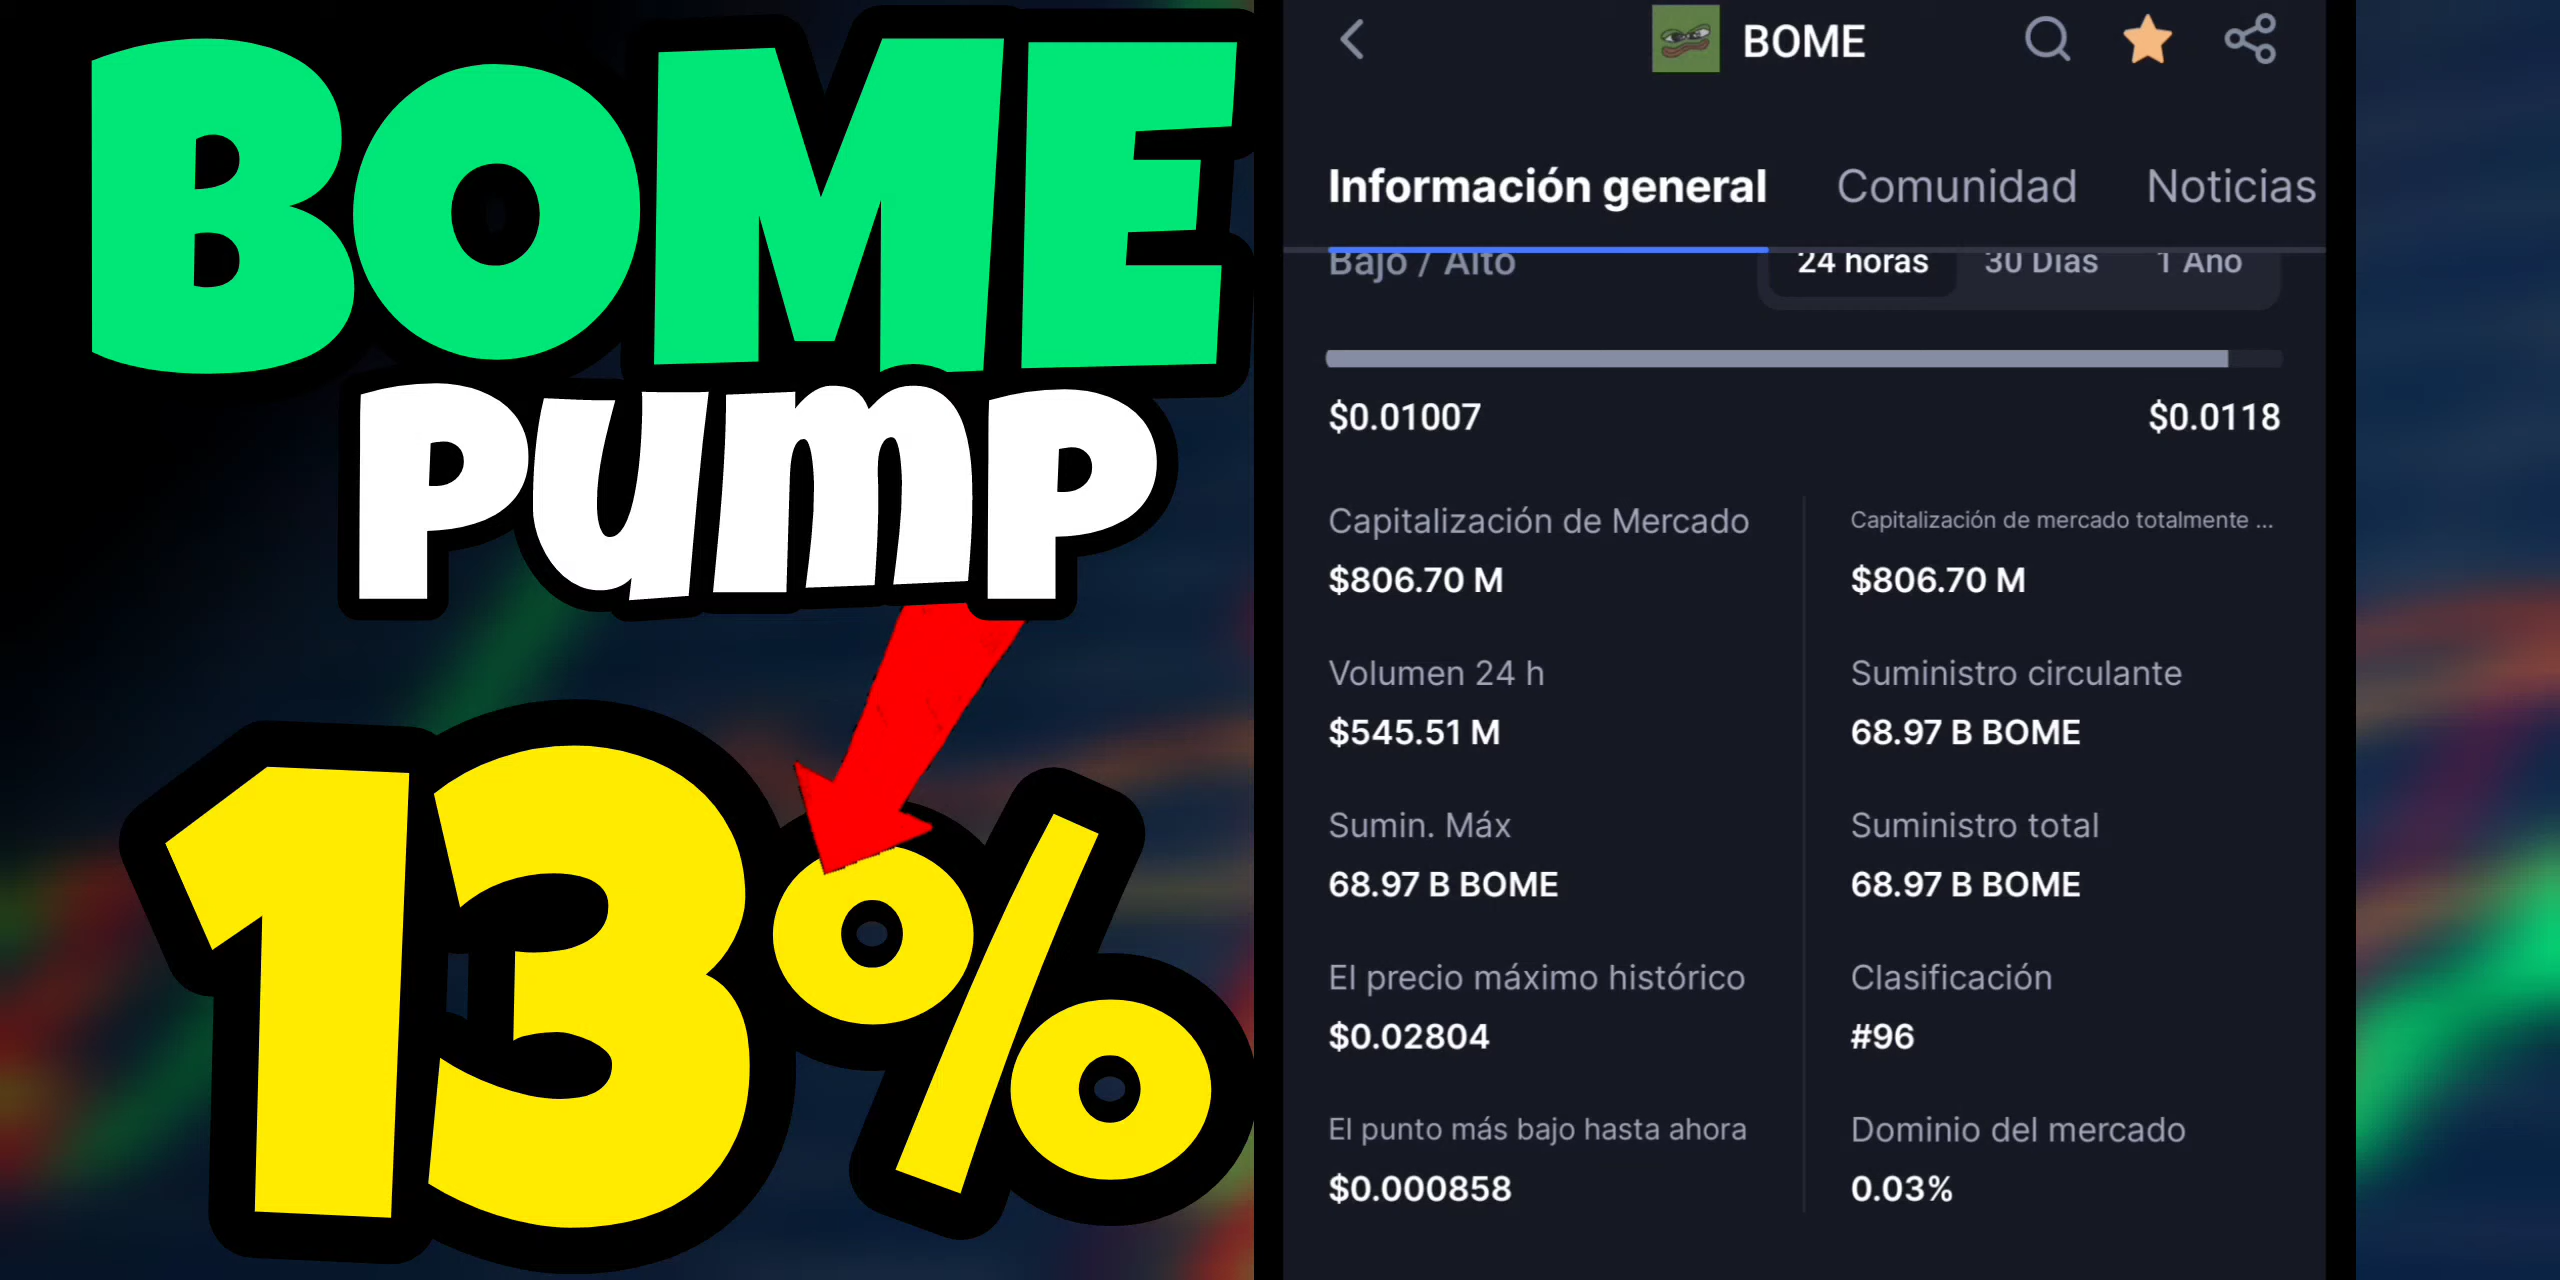 BOME
PUMP
13%
BOME
Información general Comunidad Noticias
Bajo / Alto 24 horas 30 Días 1 Año
$0.01007 $0.0118
Capitalización de Mercado Capitalización de mercado totalmente ...
$806.70 M $806.70 M
Volumen 24 h Suministro circulante
$545.51 M 68.97 B BOME
Sumin. Máx Suministro total
68.97 B BOME 68.97 B BOME
El precio máximo histórico Clasificación
$0.02804 #96
El punto más bajo hasta ahora Dominio del mercado
$0.000858 0.03%